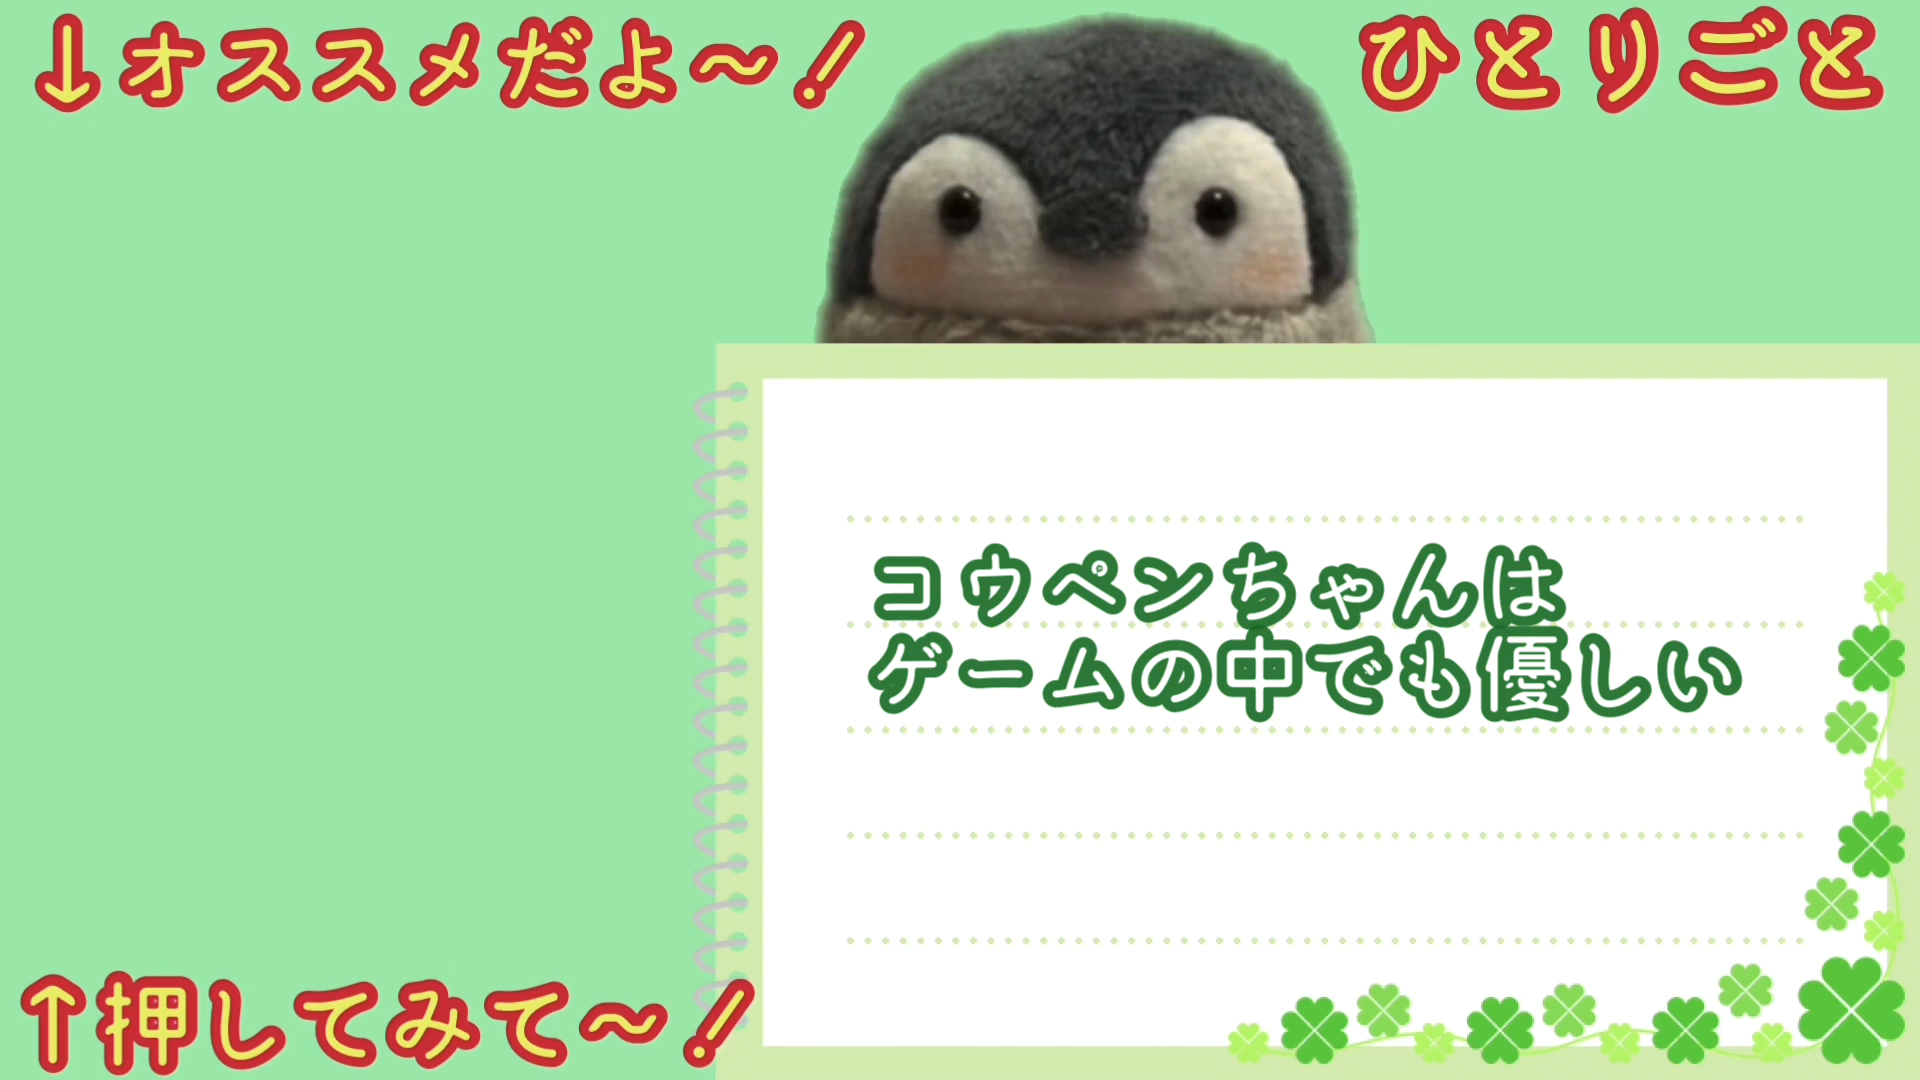 ↓オススメだよ～！
ひとりごと
コウペンちゃんは
ゲームの中でも優しい
↑押してみて～！